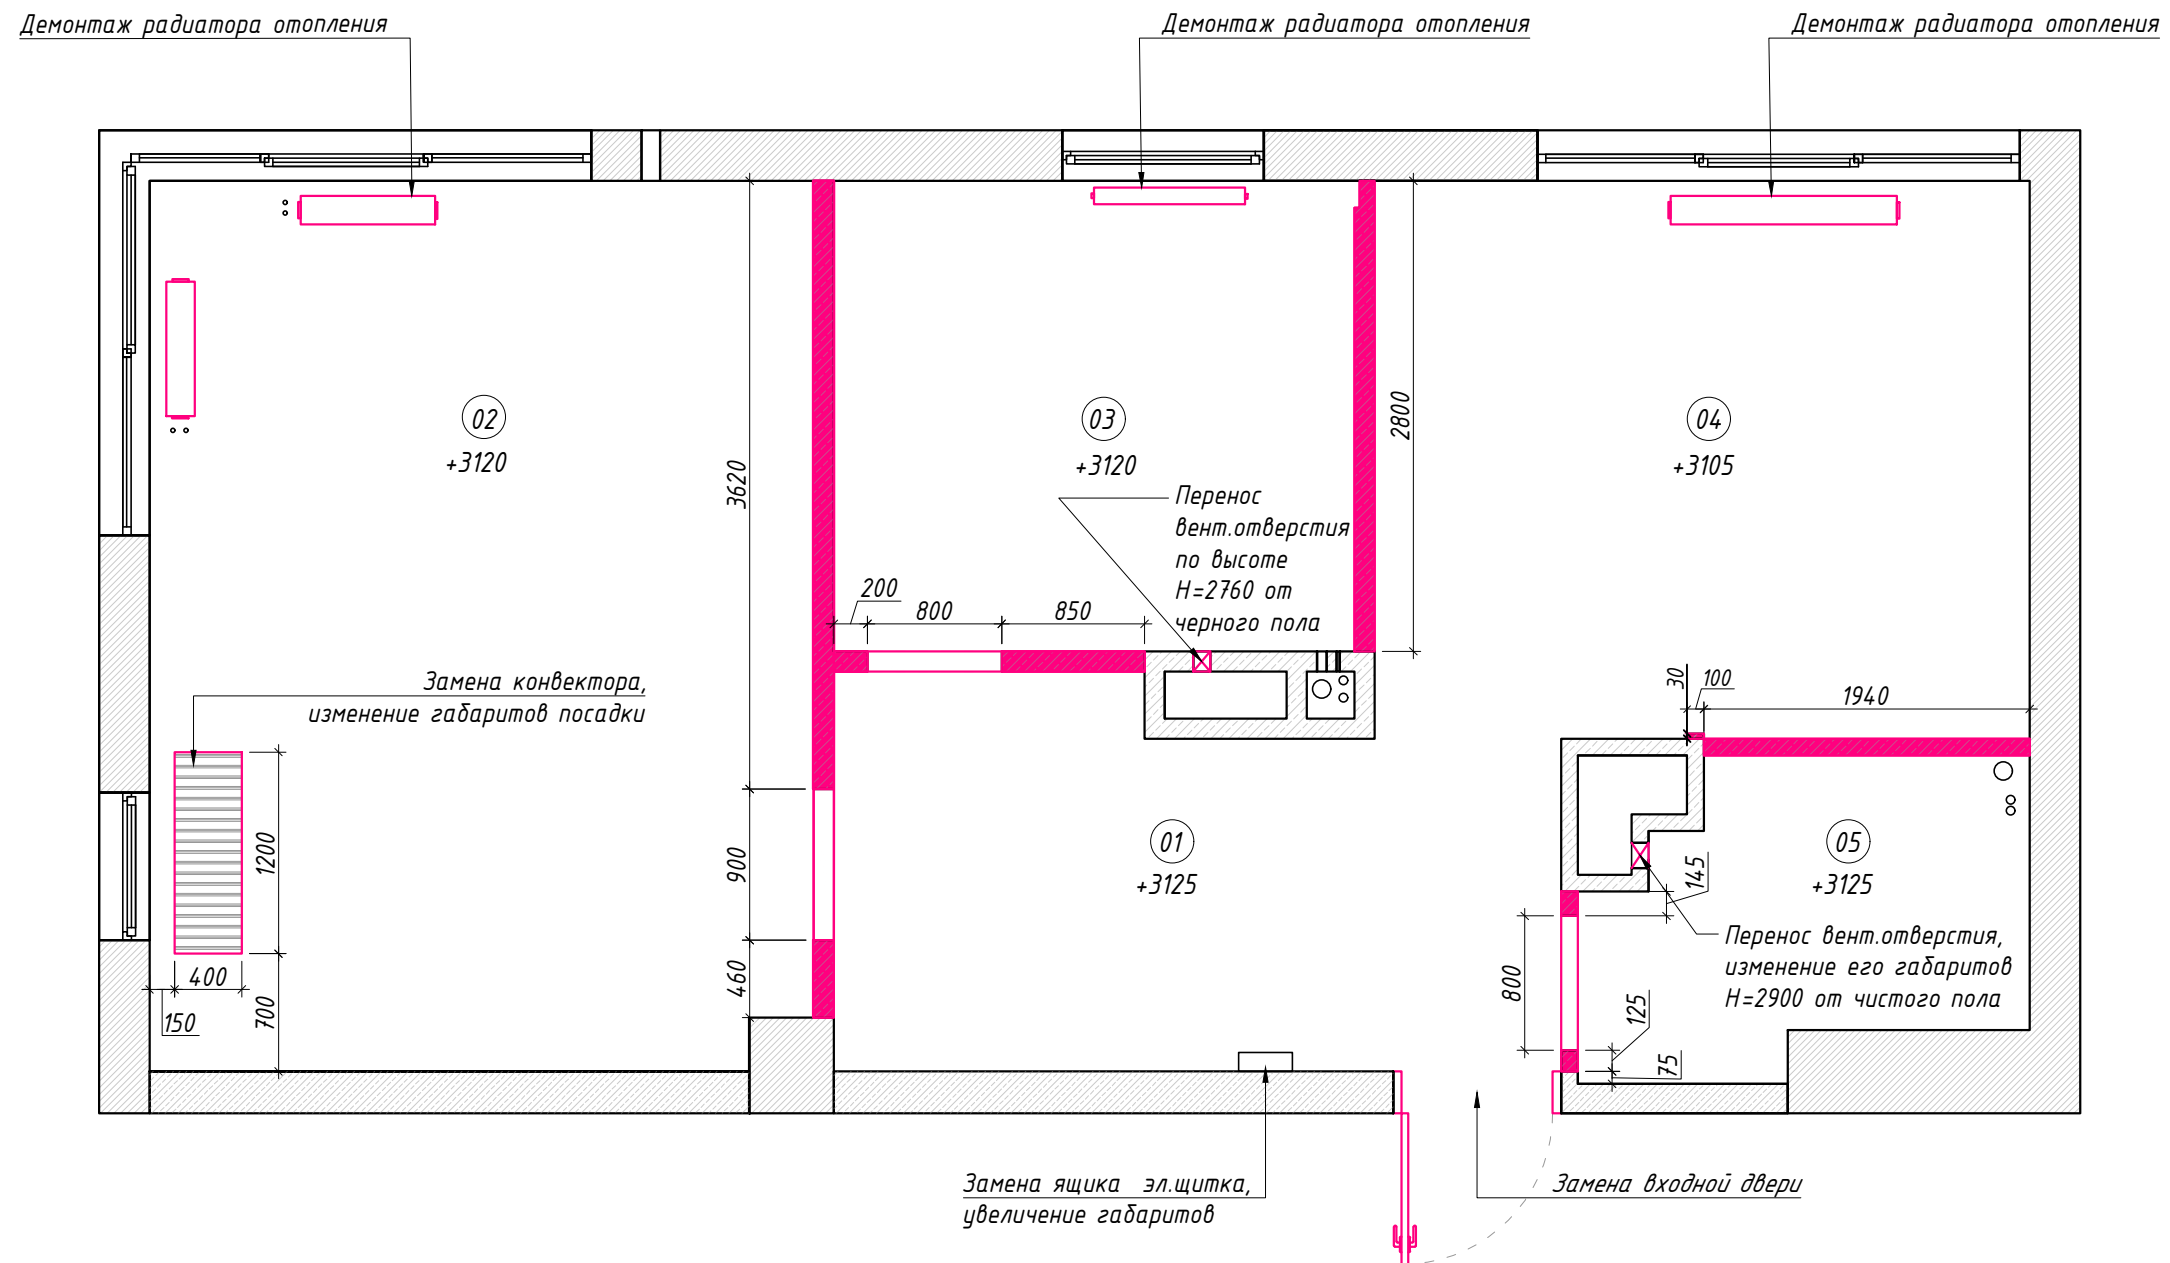 Демонтаж радиатора отопления
Демонтаж радиатора отопления
Демонтаж радиатора отопления
02
+3120
03
+3120
04
+3105
3620
2800
Перенос
вент.отверстия
по высоте
H=2760 от
черного пола
200
800
850
Замена конвектора,
изменение габаритов посадки
30
100
1940
1200
900
01
+3125
145
05
+3125
Перенос вент.отверстия,
изменение его габаритов
H=2900 от чистого пола
400
150
700
460
800
125
75
Замена ящика эл.щитка,
увеличение габаритов
Замена входной двери